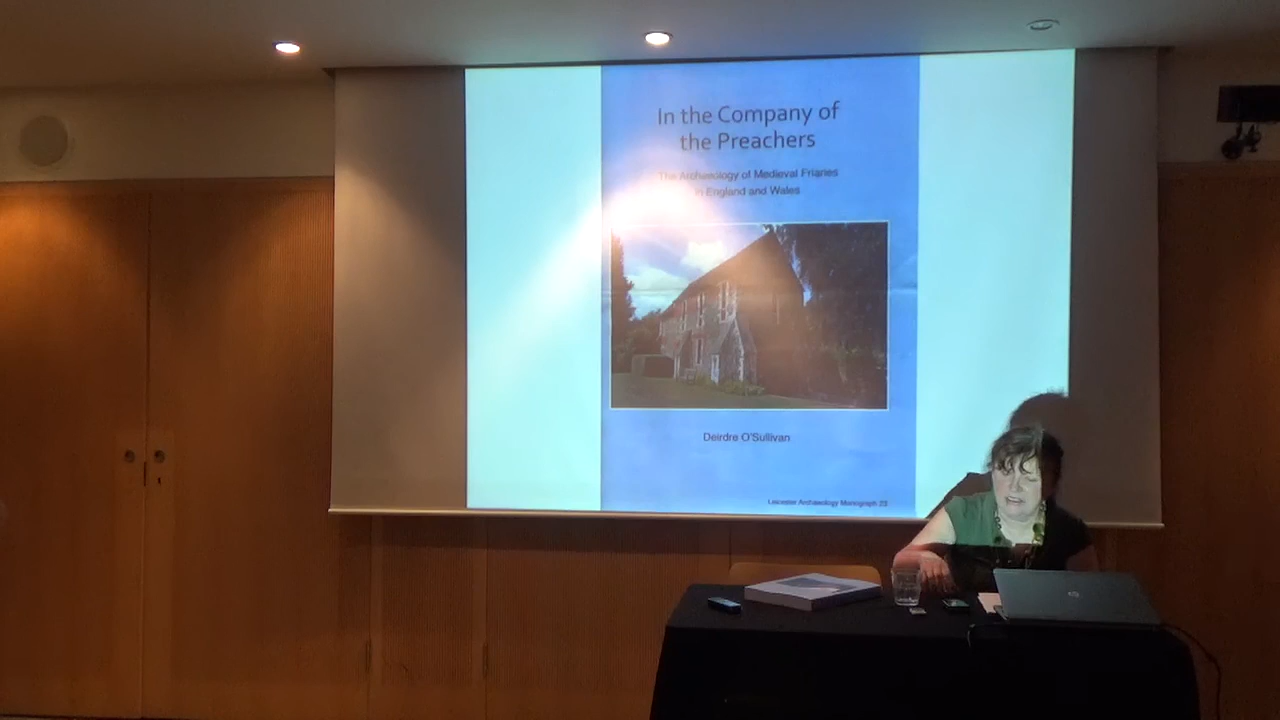 In the Company of
the Preachers
The Archaeology of Medieval Friaries
in England and Wales
Deirdre O'Sullivan
Leicester Archaeology Monograph 23